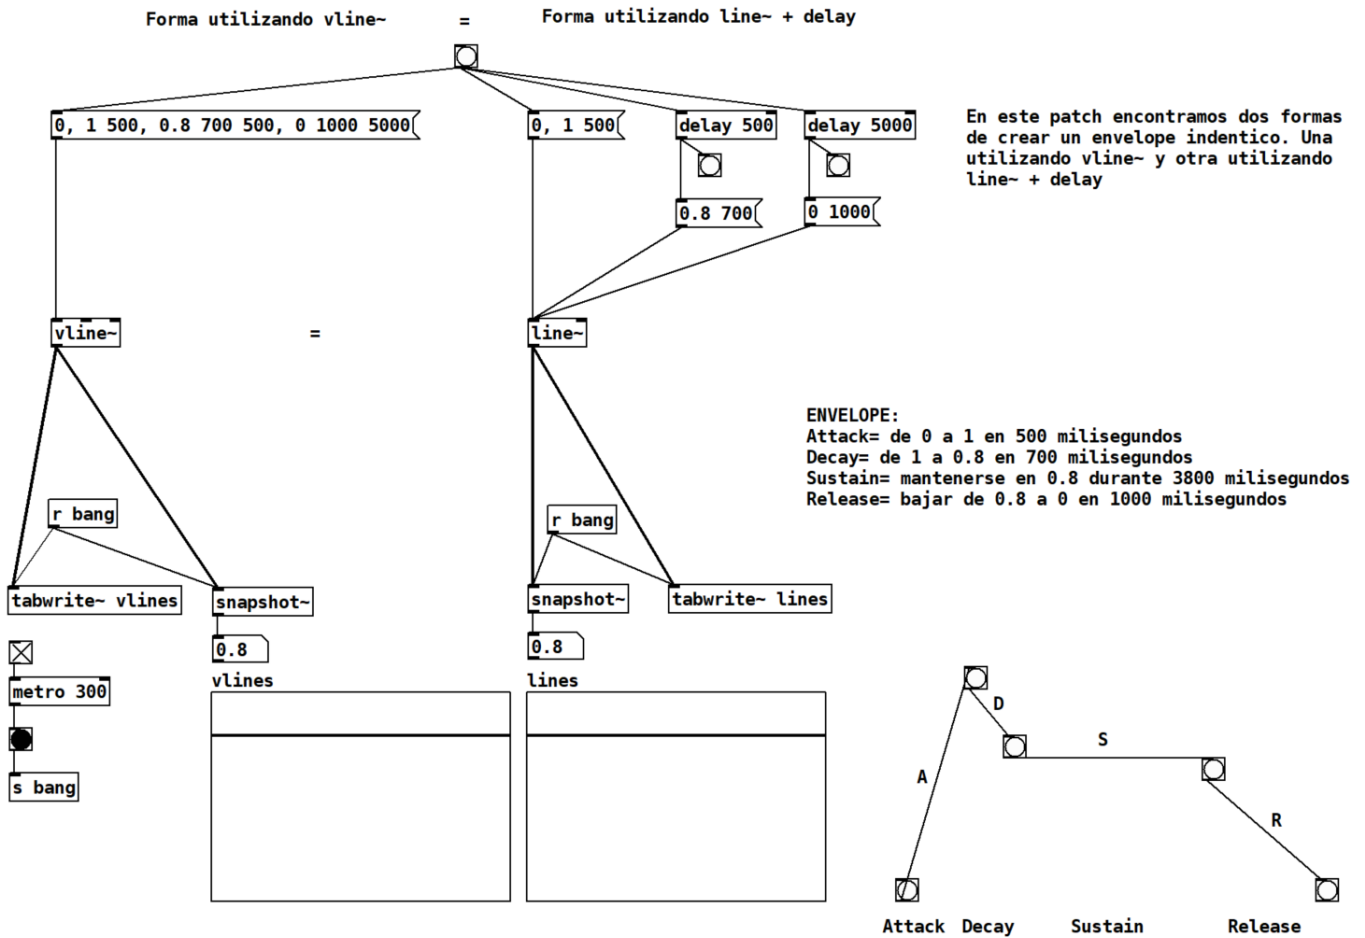 Forma utilizando vline~
=
Forma utilizando line~ + delay
0, 1 500, 0.8 700 500, 0 1000 5000
0, 1 500
delay 500
delay 5000
0.8 700
0 1000
En este patch encontramos dos formas
de crear un envelope indentico. Una
utilizando vline~ y otra utilizando
line~ + delay
vline~
=
line~
ENVELOPE:
Attack= de 0 a 1 en 500 milisegundos
Decay= de 1 a 0.8 en 700 milisegundos
Sustain= mantenerse en 0.8 durante 3800 milisegundos
Release= bajar de 0.8 a 0 en 1000 milisegundos
r bang
r bang
tabwrite~ vlines
snapshot~
snapshot~
tabwrite~ lines
0.8
0.8
metro 300
s bang
vlines
lines
D
S
A
R
Attack
Decay
Sustain
Release